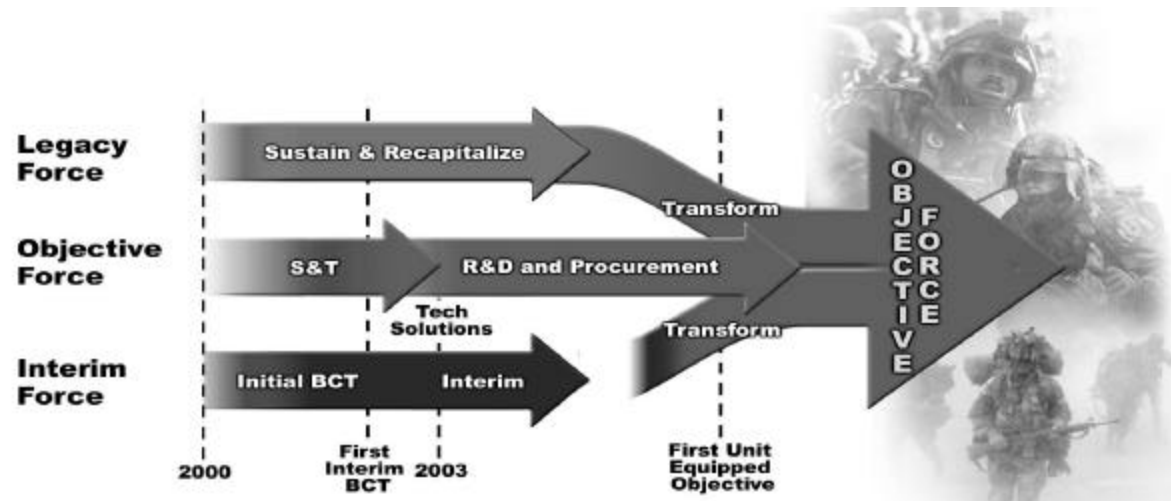 Legacy
Force
Sustain & Recapitalize
Transform
Objective
Force
S&T
R&D and Procurement
Tech
Solutions
Transform
Interim
Force
Initial BCT
Interim
OBJECTIVE
FORCE
2000
First
Interim
BCT
2003
First Unit
Equipped
Objective